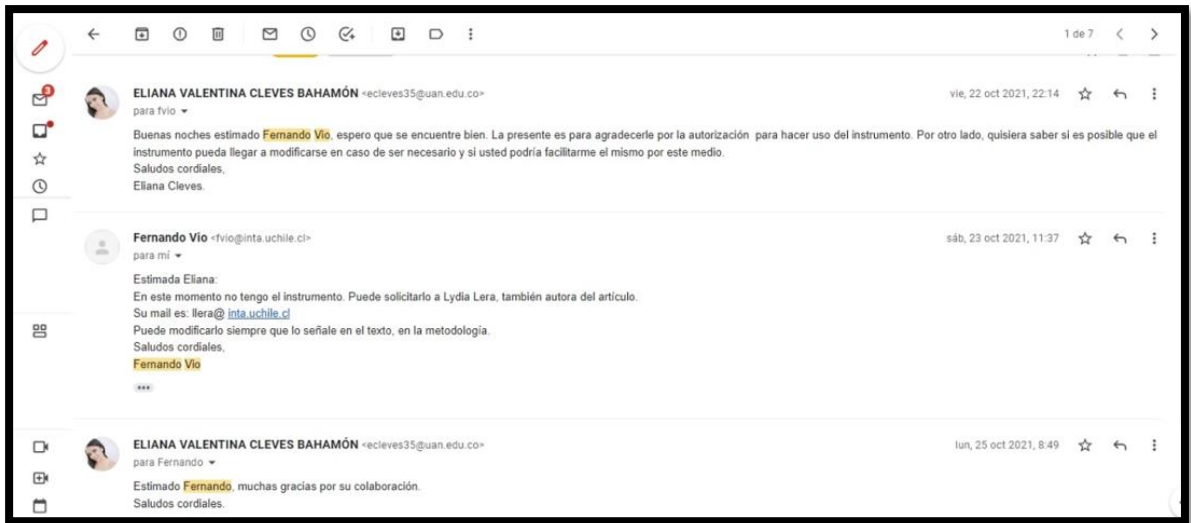 1 de 7
3
ELIANA VALENTINA CLEVES BAHAMÓN <ecleves35@uan.edu.co>
vie, 22 oct 2021, 22:14
para fvio
Buenas noches estimado Fernando Vio, espero que se encuentre bien. La presente es para agradecerle por la autorización para hacer uso del instrumento. Por otro lado, quisiera saber si es posible que el
instrumento pueda llegar a modificarse en caso de ser necesario y si usted podría facilitarme el mismo por este medio.
Saludos cordiales,
Eliana Cleves.
Fernando Vio <fvio@inta.uchile.cl>
sáb, 23 oct 2021, 11:37
para mí
Estimada Eliana:
En este momento no tengo el instrumento. Puede solicitarlo a Lydia Lera, también autora del artículo.
Su mail es: llera@ inta.uchile.cl
Puede modificarlo siempre que lo señale en el texto, en la metodología.
Saludos cordiales,
Fernando Vio
ELIANA VALENTINA CLEVES BAHAMÓN <ecleves35@uan.edu.co>
lun, 25 oct 2021, 8:49
para Fernando
Estimado Fernando, muchas gracias por su colaboración.
Saludos cordiales.